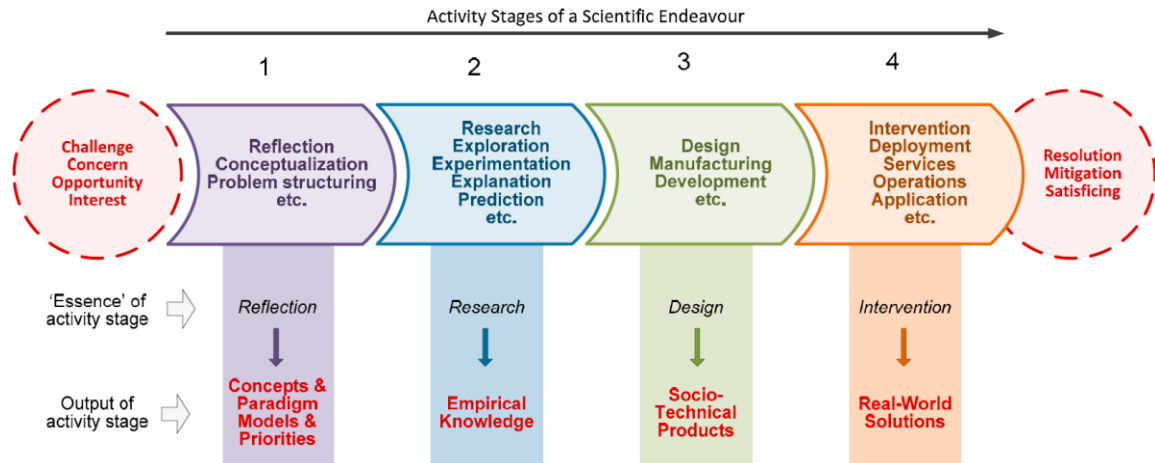 Activity Stages of a Scientific Endeavour
1
2
3
4
Challenge
Concern
Opportunity
Interest
Reflection
Conceptualization
Problem structuring
etc.
Research
Exploration
Experimentation
Explanation
Prediction
etc.
Design
Manufacturing
Development
etc.
Intervention
Deployment
Services
Operations
Application
etc.
Resolution
Mitigation
Satisficing
‘Essence’ of
activity stage
Reflection
Research
Design
Intervention
Output of
activity stage
Concepts &
Paradigm
Models &
Priorities
Empirical
Knowledge
Socio-
Technical
Products
Real-World
Solutions